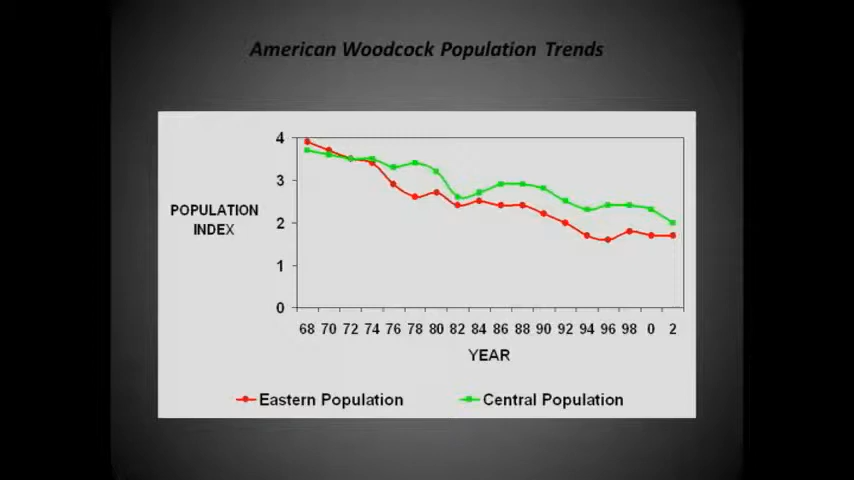 American Woodcock Population Trends
4
3
POPULATION
INDEX
2
1
0
68 70 72 74 76 78 80 82 84 86 88 90 92 94 96 98 0 2
YEAR
Eastern Population Central Population